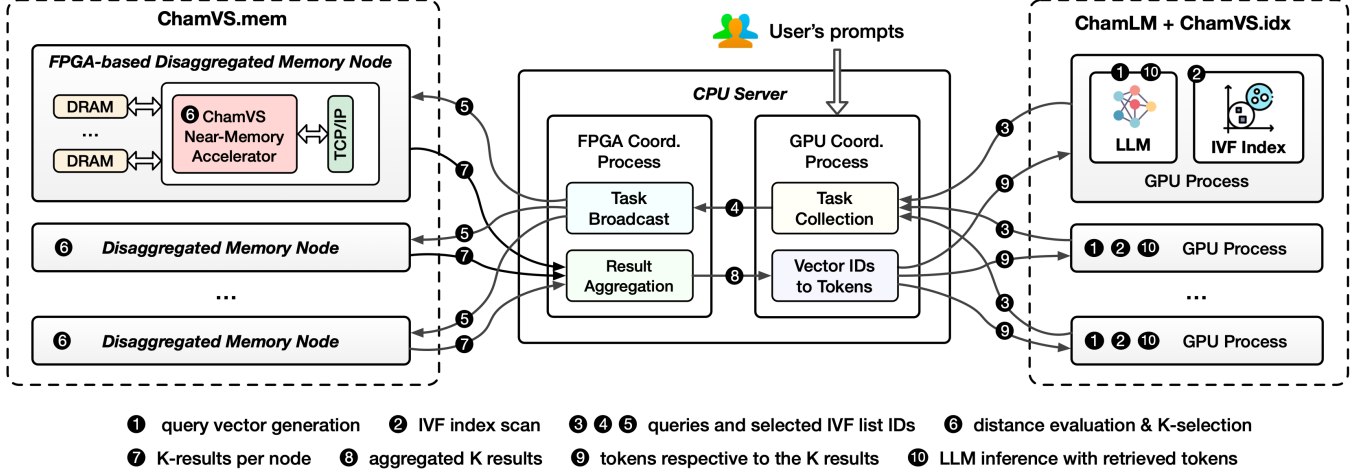 ChamVS.mem
FPGA-based Disaggregated Memory Node
DRAM
...
DRAM
6 ChamVS
Near-Memory
Accelerator
TCP/IP
6 Disaggregated Memory Node
...
6 Disaggregated Memory Node
5
7
5
7
5
7
User's prompts
CPU Server
FPGA Coord.
Process
Task
Broadcast
Result
Aggregation
4
8
GPU Coord.
Process
Task
Collection
Vector IDs
to Tokens
3
9
3
9
3
9
ChamLM + ChamVS.idx
1 10
LLM
2
IVF Index
GPU Process
1 2 10 GPU Process
...
1 2 10 GPU Process
1 query vector generation 2 IVF index scan 3 4 5 queries and selected IVF list IDs 6 distance evaluation & K-selection
7 K-results per node 8 aggregated K results 9 tokens respective to the K results 10 LLM inference with retrieved tokens